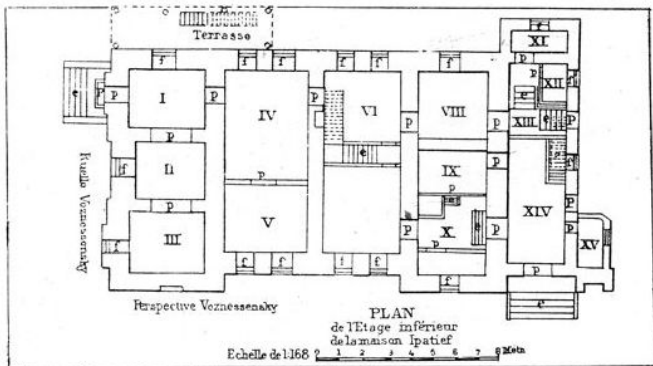 Terrasse
f f f f f f f
XI
p
XII
f
I
IV
VI
VIII
p
p
p
p
e
p
p
p
p
e
XIII
p
e
p
II
IX
f
p
p
e
f
p
XIV
III
V
X
p
XV
f
p
p
p
e
f f f f f
p
e
Ruelle Voznessensky
Perspective Voznessensky
PLAN
de l'Etage inférieur
de la maison Ipatief
Echelle de 1:168 0 1 2 3 4 5 6 7 8 Metr.